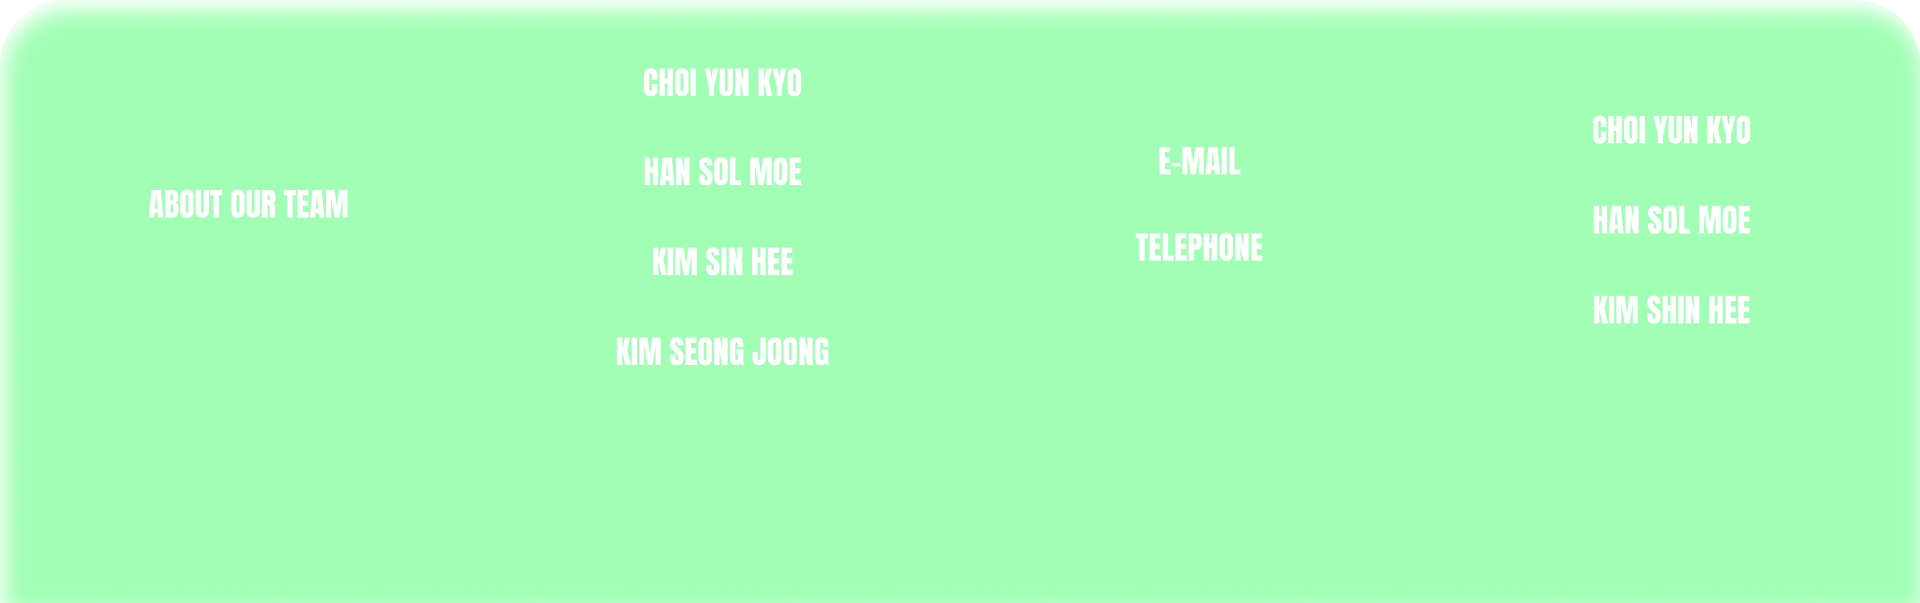 ABOUT OUR TEAM
CHOI YUN KYO
HAN SOL MOE
KIM SIN HEE
KIM SEONG JOONG
E-MAIL
TELEPHONE
CHOI YUN KYO
HAN SOL MOE
KIM SHIN HEE